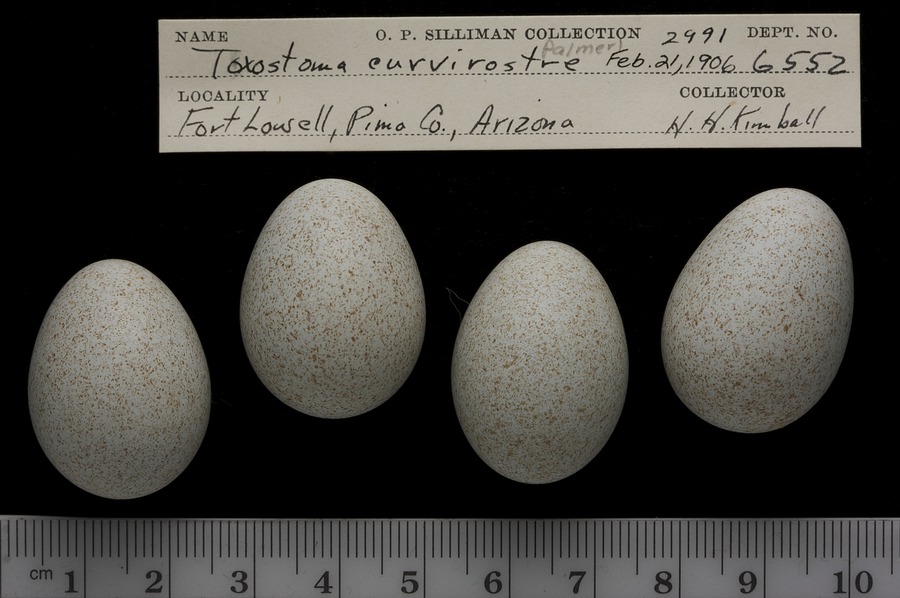 NAME O. P. SILLIMAN COLLECTION 2991 DEPT. NO.
palmeri
Toxostoma curvirostre Feb. 21, 1906 6552
LOCALITY COLLECTOR
Fort Lowell, Pima Co., Arizona H. H. Kimball
cm 1 2 3 4 5 6 7 8 9 10